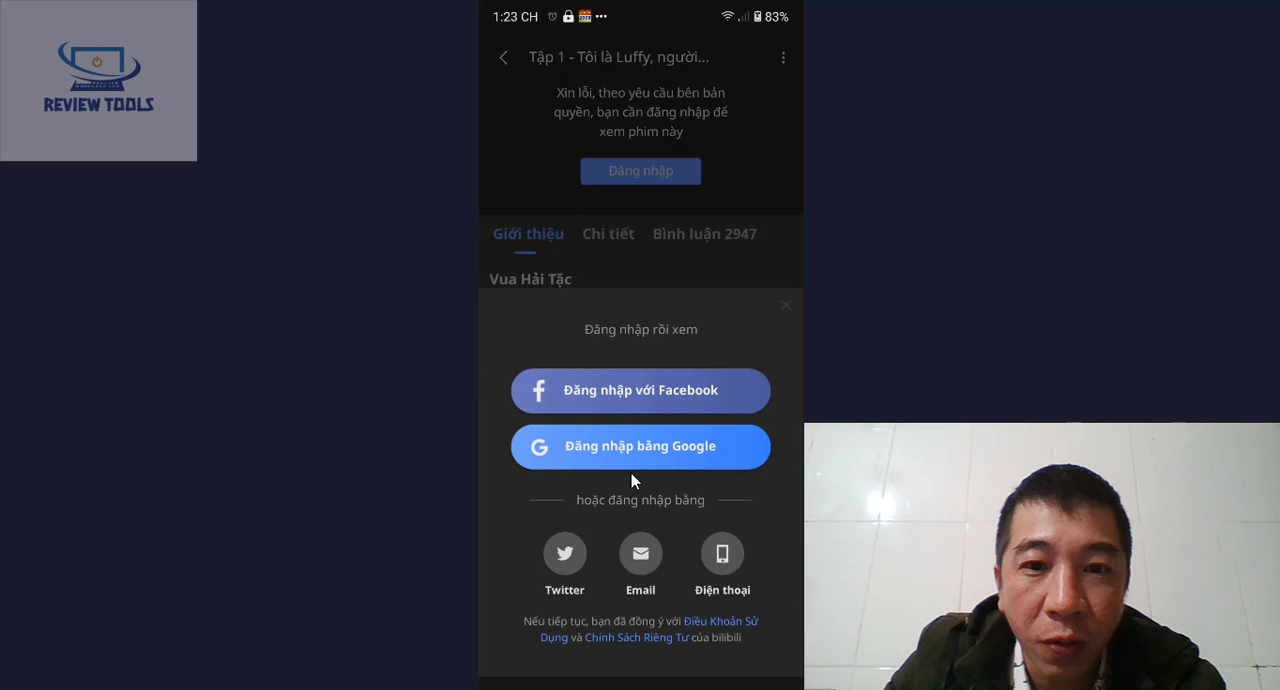 REVIEW TOOLS
1:23 CH
83%
Tập 1 - Tôi là Luffy, người...
Xin lỗi, theo yêu cầu bên bản
quyền, bạn cần đăng nhập để
xem phim này
Đăng nhập
Giới thiệu
Chi tiết
Bình luận 2947
Vua Hải Tặc
Đăng nhập rồi xem
Đăng nhập với Facebook
Đăng nhập bằng Google
hoặc đăng nhập bằng
Twitter
Email
Điện thoại
Nếu tiếp tục, bạn đã đồng ý với Điều Khoản Sử
Dụng và Chính Sách Riêng Tư của bilibili